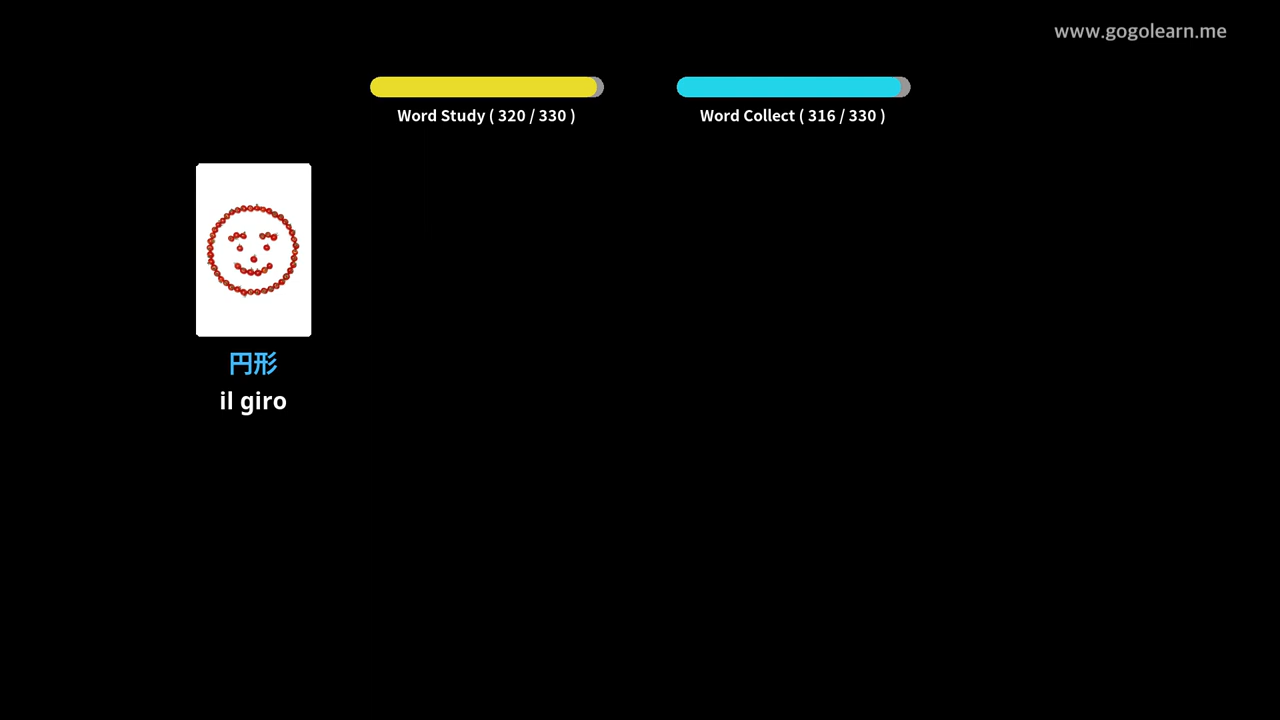 www.gogolearn.me
Word Study ( 320 / 330 )
Word Collect ( 316 / 330 )
円形
il giro